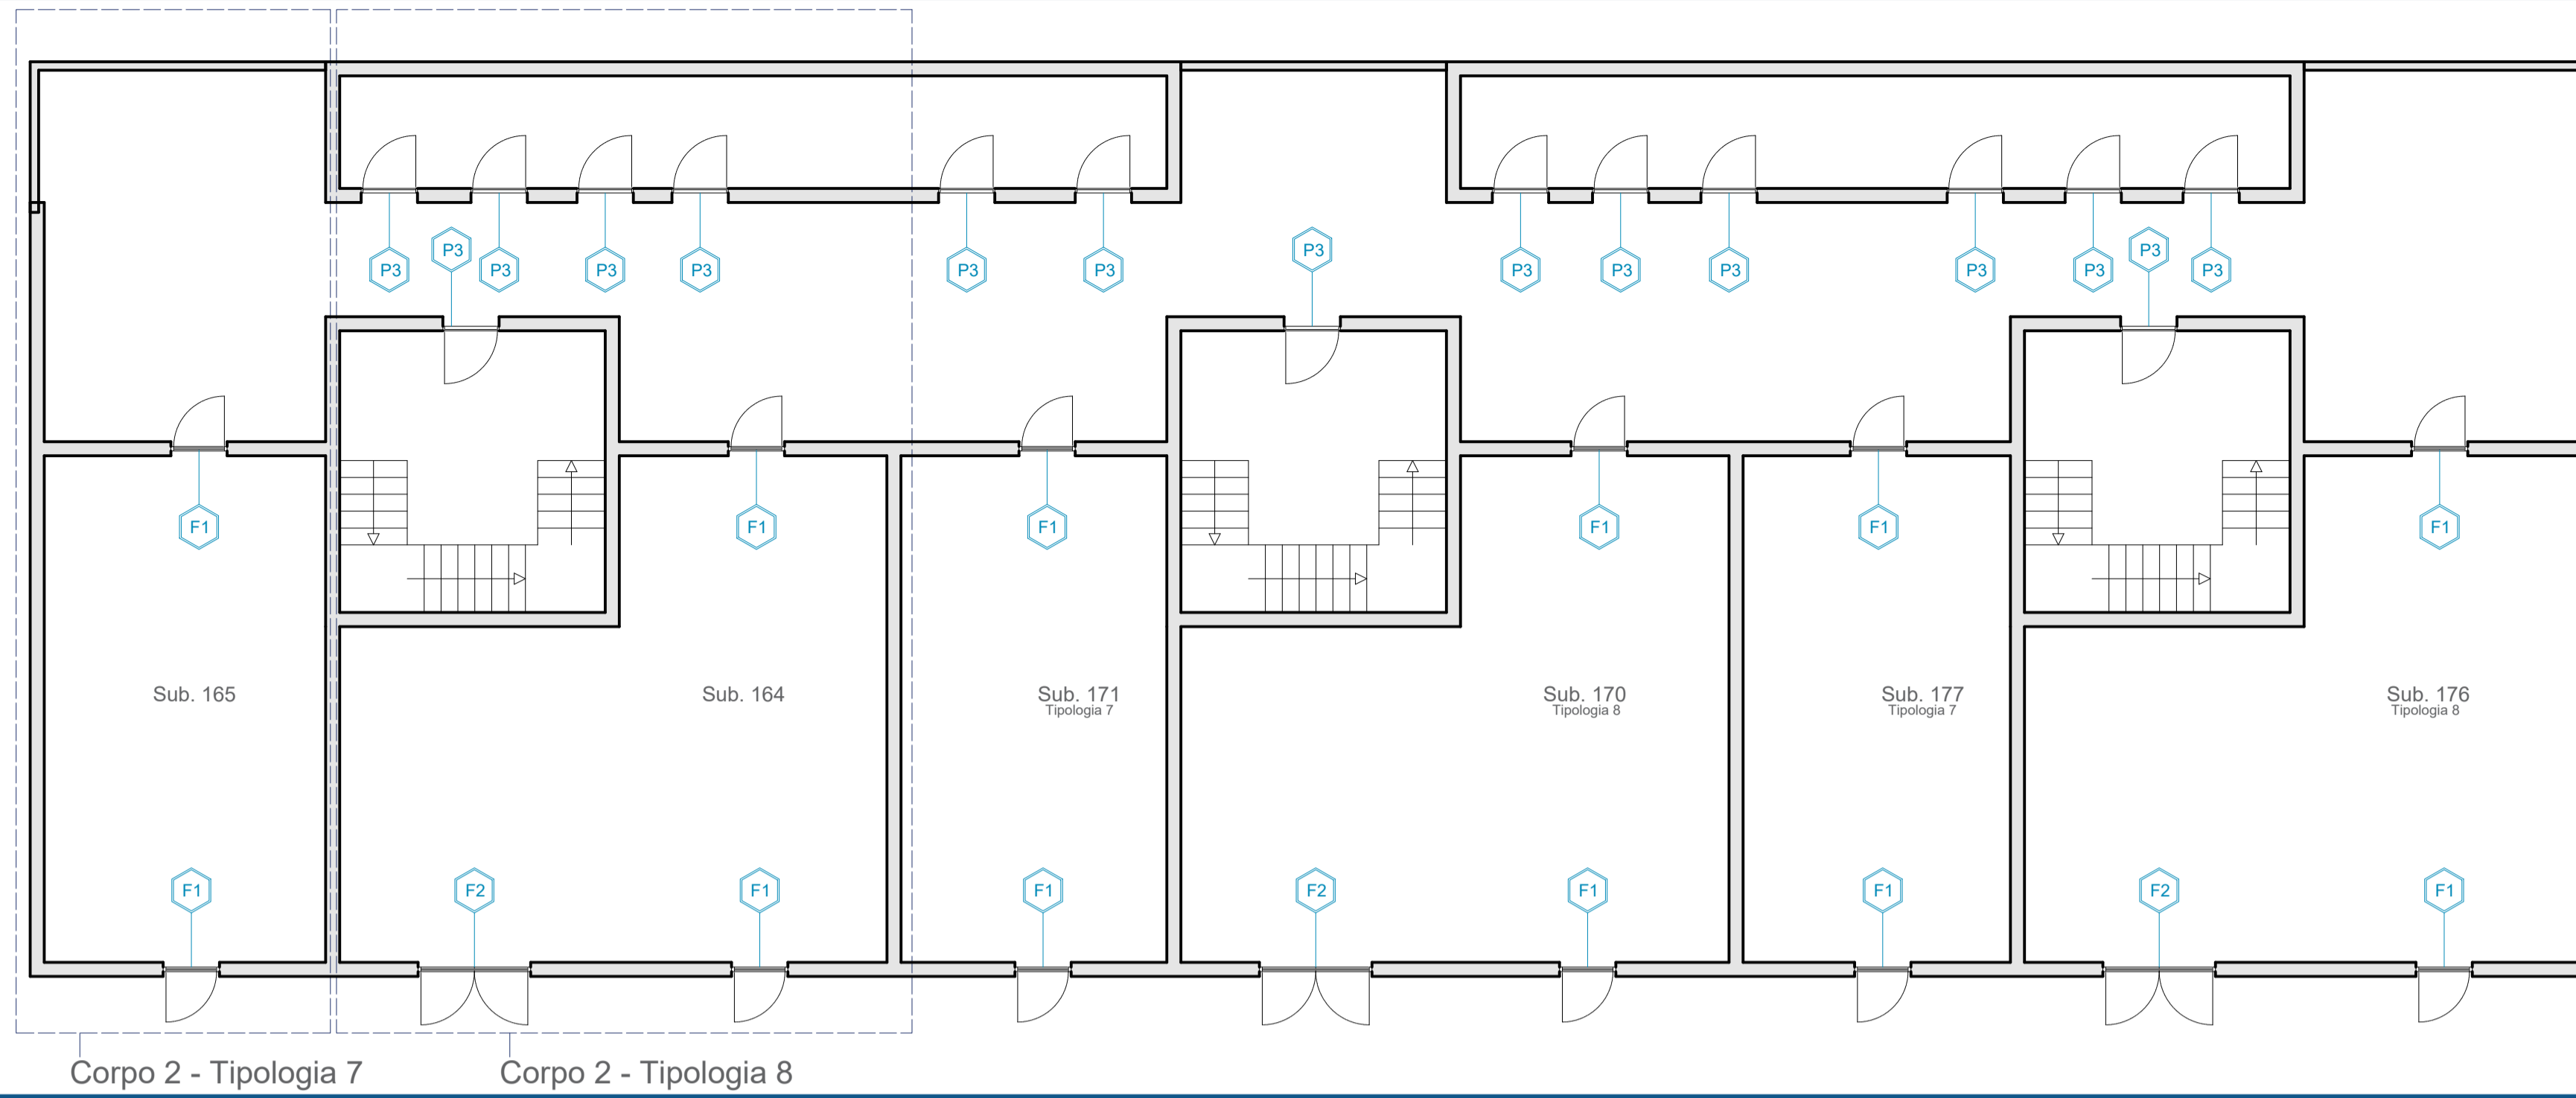 P3 P3 P3
P3 P3 P3 P3 P3 P3 P3 P3 P3 P3 P3 P3
F1 F1 F1 F1 F1 F1
Sub. 165 Sub. 164 Sub. 171 Sub. 170 Sub. 177 Sub. 176
Tipologia 7 Tipologia 8 Tipologia 7 Tipologia 8
F1 F2 F1 F1 F2 F1 F1 F2 F1
Corpo 2 - Tipologia 7 Corpo 2 - Tipologia 8